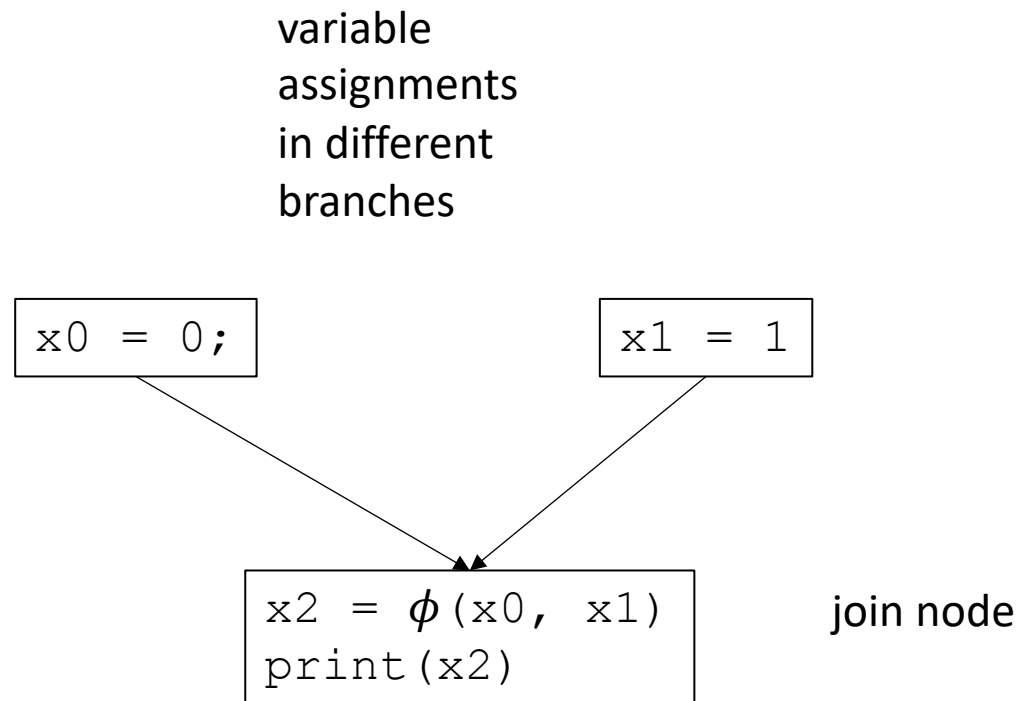 variable
assignments
in different
branches
x0 = 0;
x1 = 1
x2 = ϕ(x0, x1)
print(x2)
join node